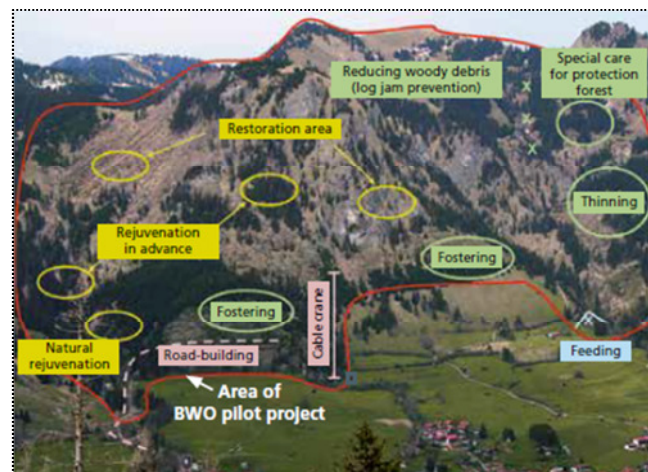 Reducing woody debris
(log jam prevention)
Special care
for protection
forest
Restoration area
Thinning
Rejuvenation
in advance
Fostering
Fostering
Cable crane
Natural
rejuvenation
Road-building
Feeding
Area of
BWO pilot project